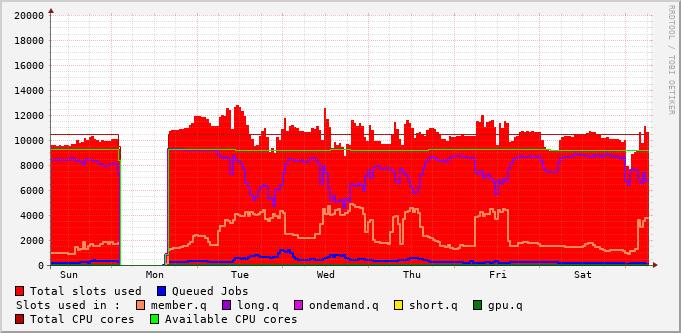 RRDTOOL / TOBI OETIKER
20000
18000
16000
14000
12000
10000
8000
6000
4000
2000
0
Sun Mon Tue Wed Thu Fri Sat
Total slots used Queued Jobs
Slots used in : member.q long.q ondemand.q short.q gpu.q
Total CPU cores Available CPU cores